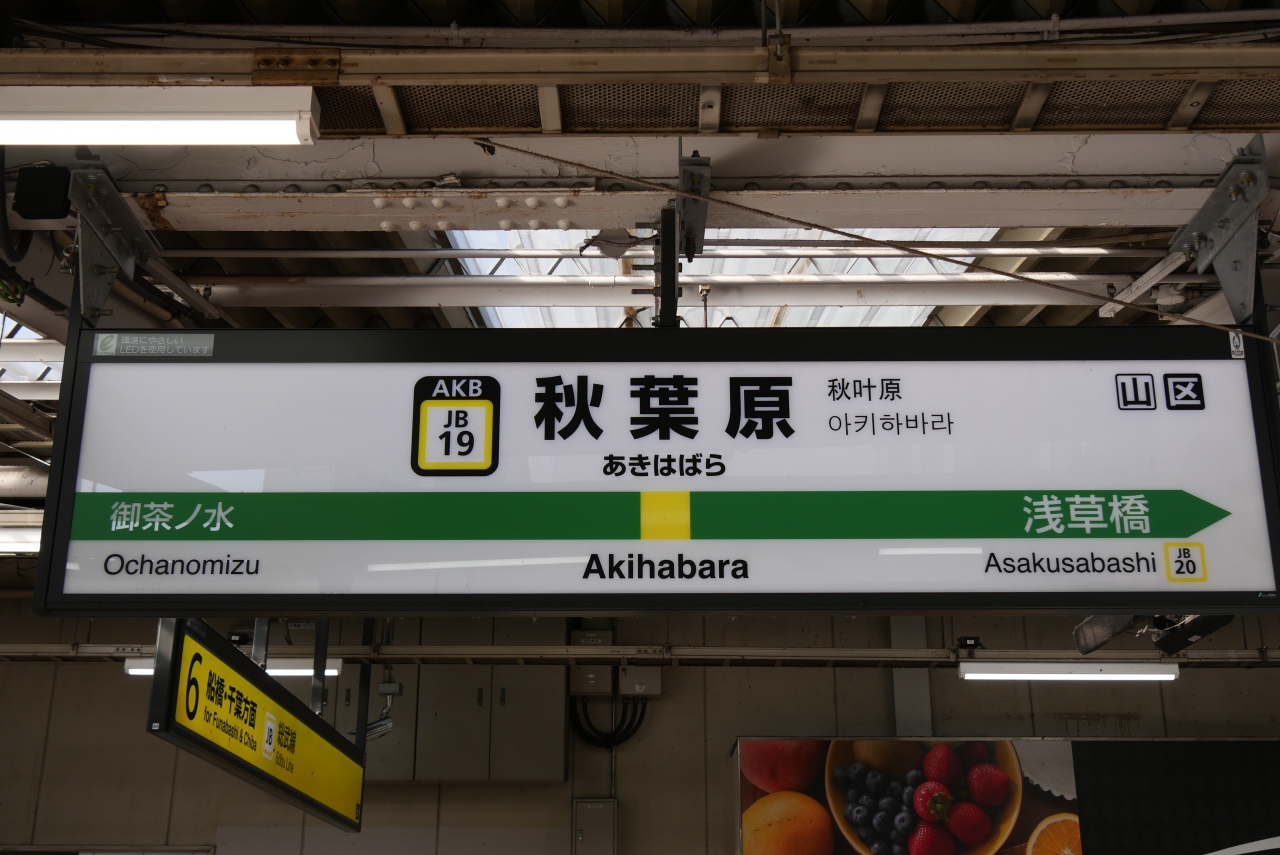 環境にやさしい
LEDを使用しています
AKB
JB
19
秋葉原
あきはばら
秋叶原
아키하바라
山 区
御茶ノ水
浅草橋
Ochanomizu
Akihabara
Asakusabashi
JB
20
6
船橋・千葉方面
for Funabashi & Chiba
JB
総武線
Sobu Line